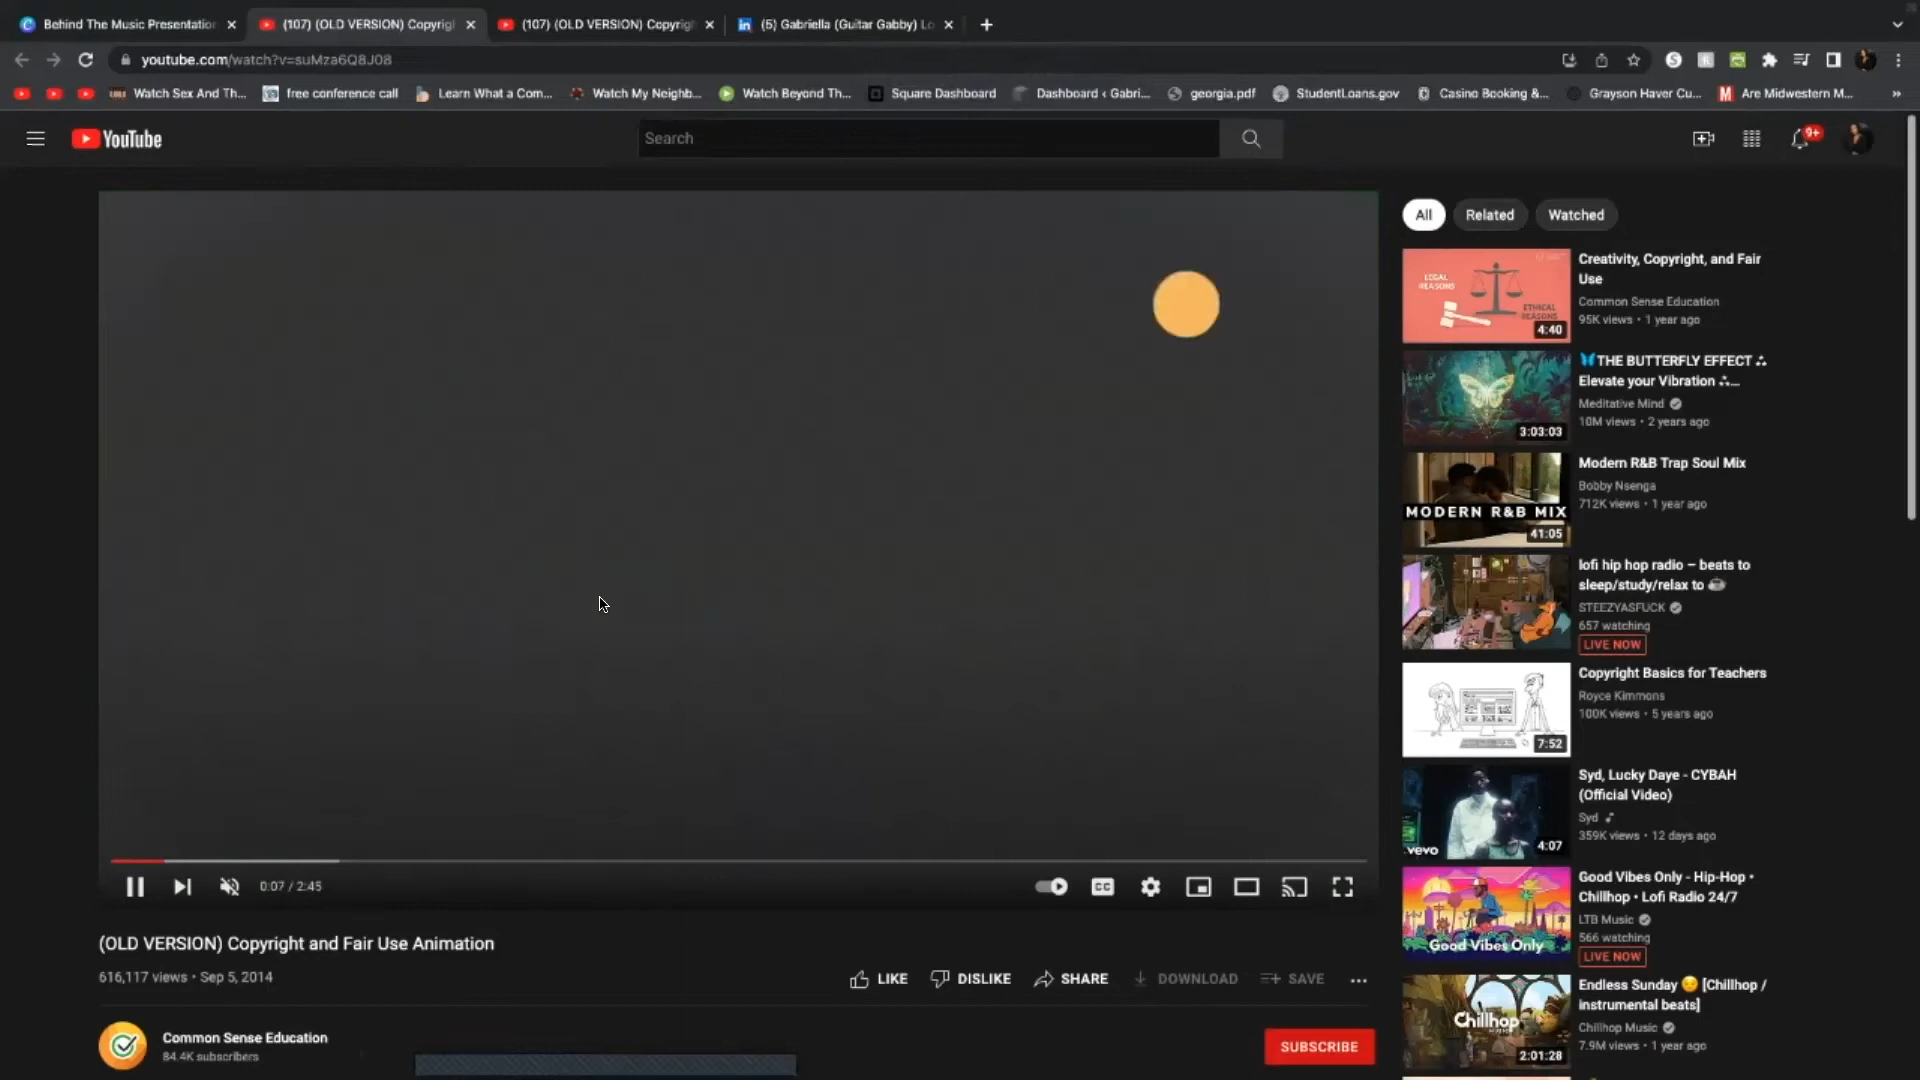 Behind The Music Presentation
(107) (OLD VERSION) Copyrig
(107) (OLD VERSION) Copyrig
(5) Gabriella (Guitar Gabby) Lo
youtube.com/watch?v=suMza6Q8J08
Watch Sex And Th...
free conference call
Learn What a Com...
Watch My Neighb...
Watch Beyond Th...
Square Dashboard
Dashboard ‹ Gabri...
georgia.pdf
StudentLoans.gov
Casino Booking &...
Grayson Haver Cu...
Are Midwestern M...
YouTube
Search
9+
All
Related
Watched
LEGAL
REASONS
ETHICAL
REASONS
4:40
Creativity, Copyright, and Fair
Use
Common Sense Education
95K views • 1 year ago
3:03:03
THE BUTTERFLY EFFECT
Elevate your Vibration
Meditative Mind
10M views • 2 years ago
MODERN R&B MIX
41:05
Modern R&B Trap Soul Mix
Bobby Nsenga
712K views • 1 year ago
lofi hip hop radio – beats to
sleep/study/relax to
STEEZYASFUCK
657 watching
LIVE NOW
7:52
Copyright Basics for Teachers
Royce Kimmons
100K views • 5 years ago
vevo
4:07
Syd, Lucky Daye - CYBAH
(Official Video)
Syd
359K views • 12 days ago
Good Vibes Only
Good Vibes Only - Hip-Hop •
Chillhop • Lofi Radio 24/7
LTB Music
566 watching
LIVE NOW
Chillhop
2:01:28
Endless Sunday [Chillhop /
instrumental beats]
Chillhop Music
7.9M views • 1 year ago
0:07 / 2:45
CC
(OLD VERSION) Copyright and Fair Use Animation
616,117 views • Sep 5, 2014
LIKE
DISLIKE
SHARE
DOWNLOAD
SAVE
Common Sense Education
84.4K subscribers
SUBSCRIBE